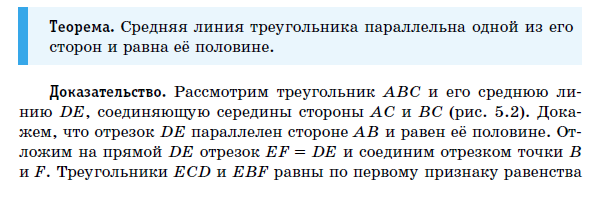 Теорема. Средняя линия треугольника параллельна одной из его
сторон и равна её половине.
Доказательство. Рассмотрим треугольник ABC и его среднюю ли-
нию DE, соединяющую середины стороны AC и BC (рис. 5.2). Дока-
жем, что отрезок DE параллелен стороне AB и равен её половине. От-
ложим на прямой DE отрезок EF = DE и соединим отрезком точки B
и F. Треугольники ECD и EBF равны по первому признаку равенства